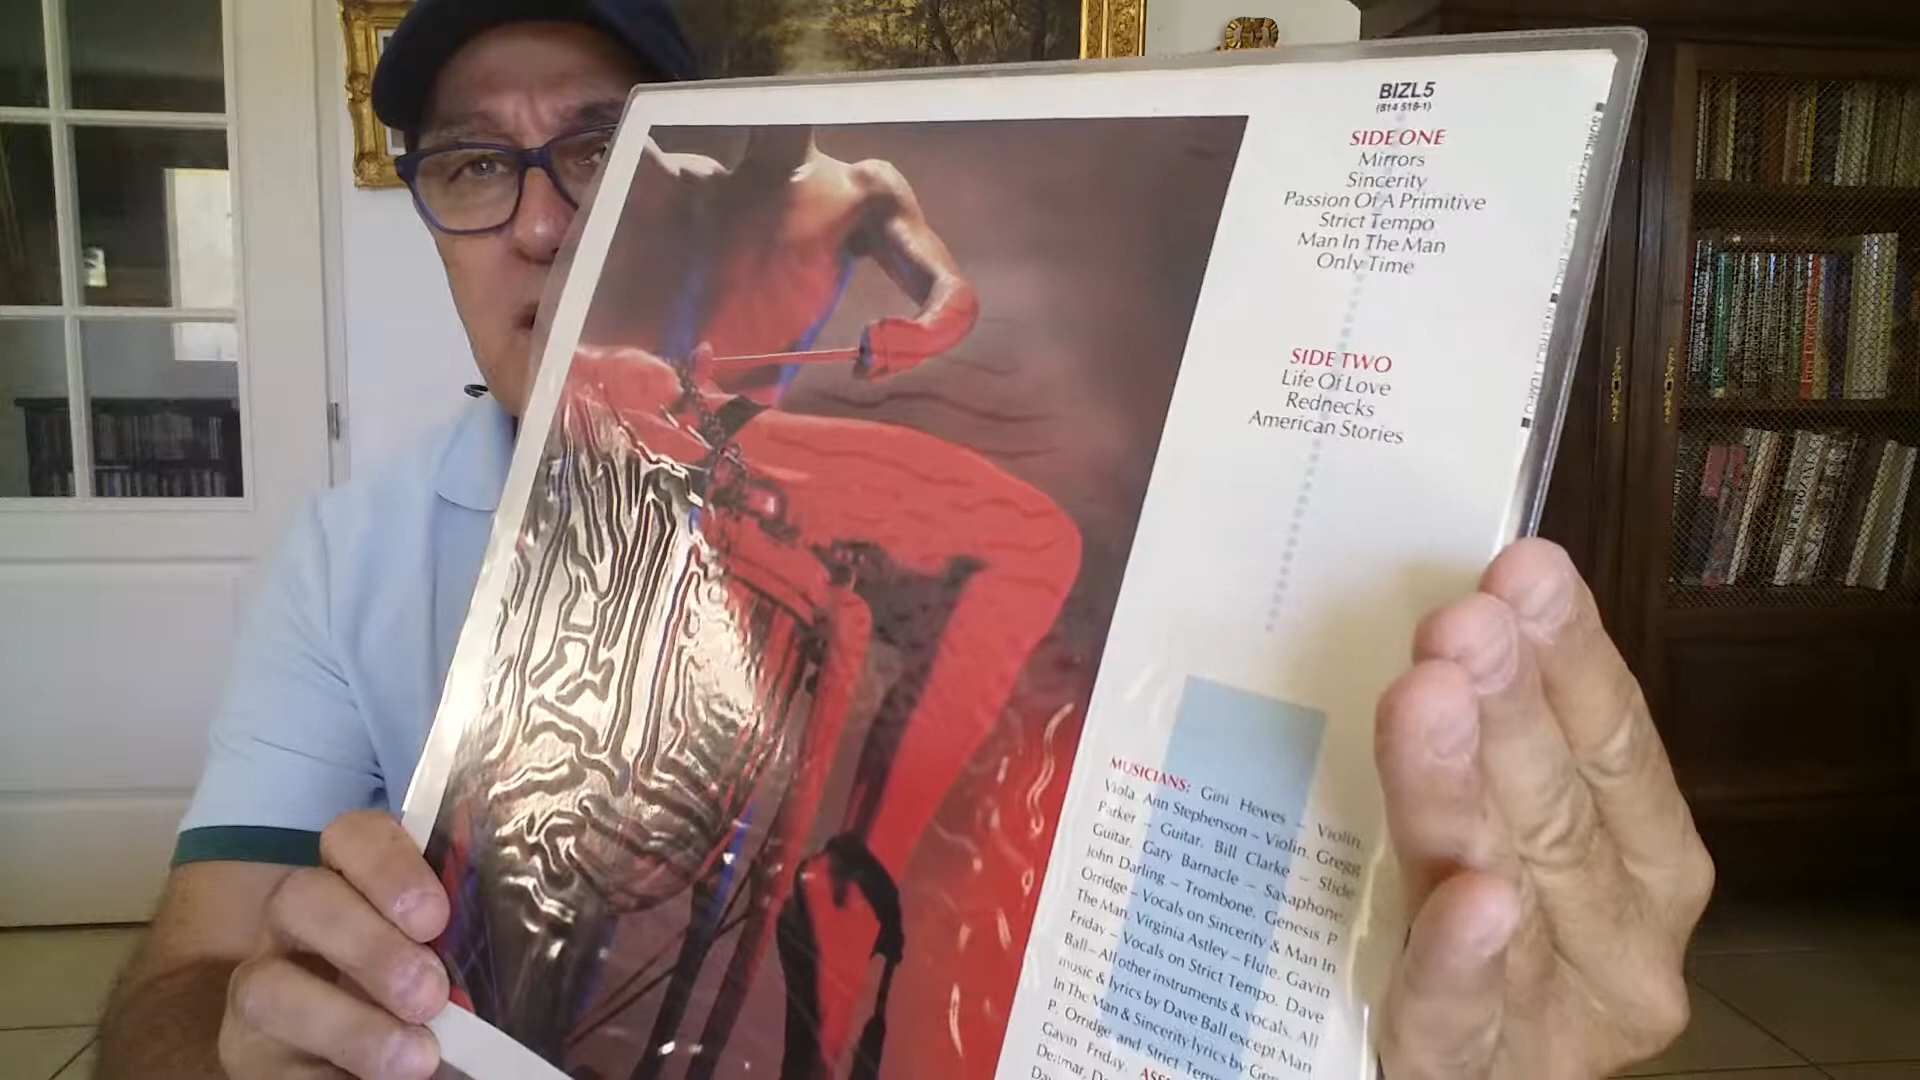 BIZL5
(814 518-1)
SIDE ONE
Mirrors
Sincerity
Passion Of A Primitive
Strict Tempo
Man In The Man
Only Time
SIDE TWO
Life Of Love
Rednecks
American Stories
MUSICIANS: Gini Hewes – Violin.
Viola Ann Stephenson – Violin. Gregg
Parker – Guitar. Bill Clarke – Slide
Guitar. Gary Barnacle – Saxophone.
John Darling – Trombone. Genesis P
Orridge – Vocals on Sincerity & Man In
The Man. Virginia Astley – Flute. Gavin
Friday – Vocals on Strict Tempo. Dave
Ball – All other instruments & vocals. All
music & lyrics by Dave Ball except Man
In The Man & Sincerity lyrics by
P. Orridge and Strict
Gavin Friday.
IN STRICT TEMPO